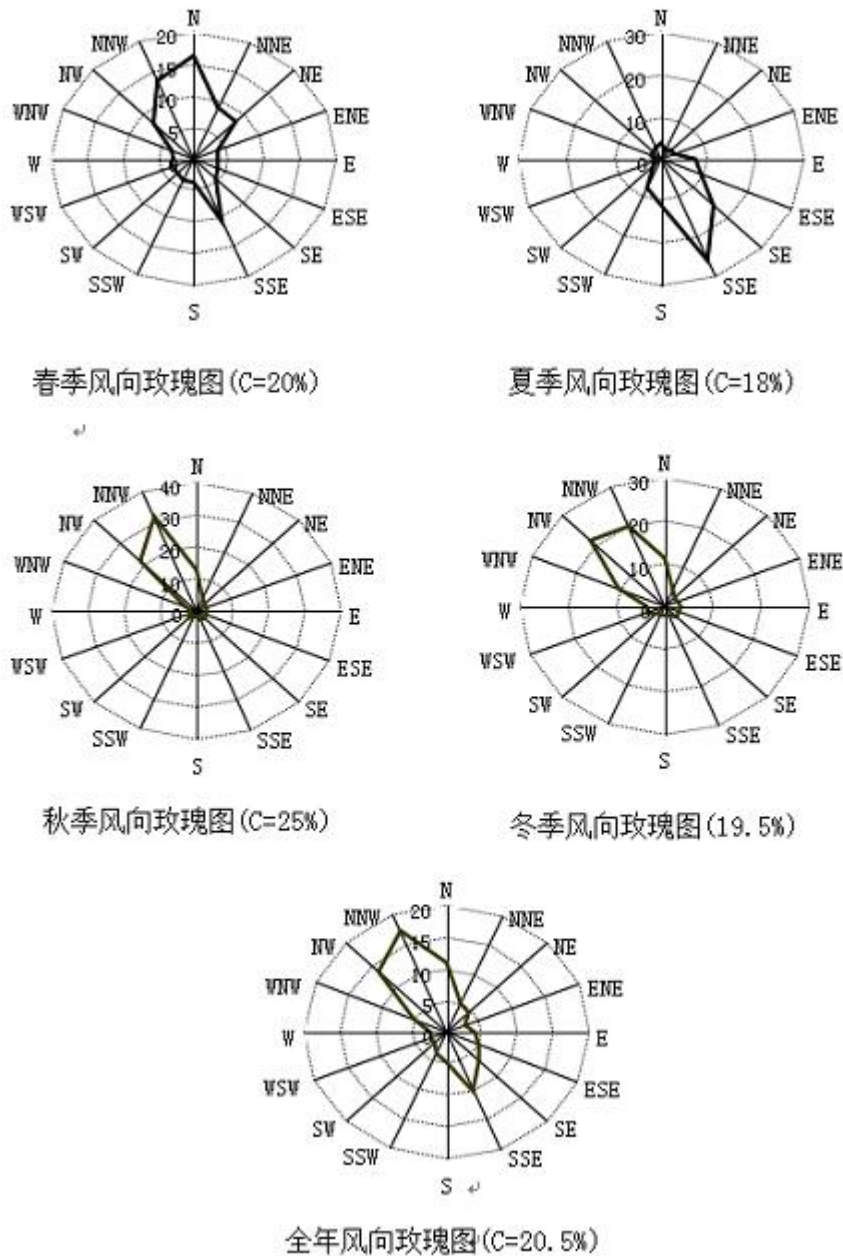 N
NNW 20 NNE
NW 15 NE
WNW 10 ENE
5
W 0 E
WSW ESE
SW SE
SSW SSE
S
春季风向玫瑰图(C=20%)
N
NNW 30 NNE
NW 20 NE
WNW 10 ENE
W 0 E
WSW ESE
SW SE
SSW SSE
S
夏季风向玫瑰图(C=18%)
N
NNW 40 NNE
NW 30 NE
WNW 20 ENE
10
W 0 E
WSW ESE
SW SE
SSW SSE
S
秋季风向玫瑰图(C=25%)
N
NNW 30 NNE
NW 20 NE
WNW 10 ENE
W 0 E
WSW ESE
SW SE
SSW SSE
S
冬季风向玫瑰图(19.5%)
N
NNW 20 NNE
NW 15 NE
WNW 10 ENE
5
W 0 E
WSW ESE
SW SE
SSW SSE
S
全年风向玫瑰图(C=20.5%)